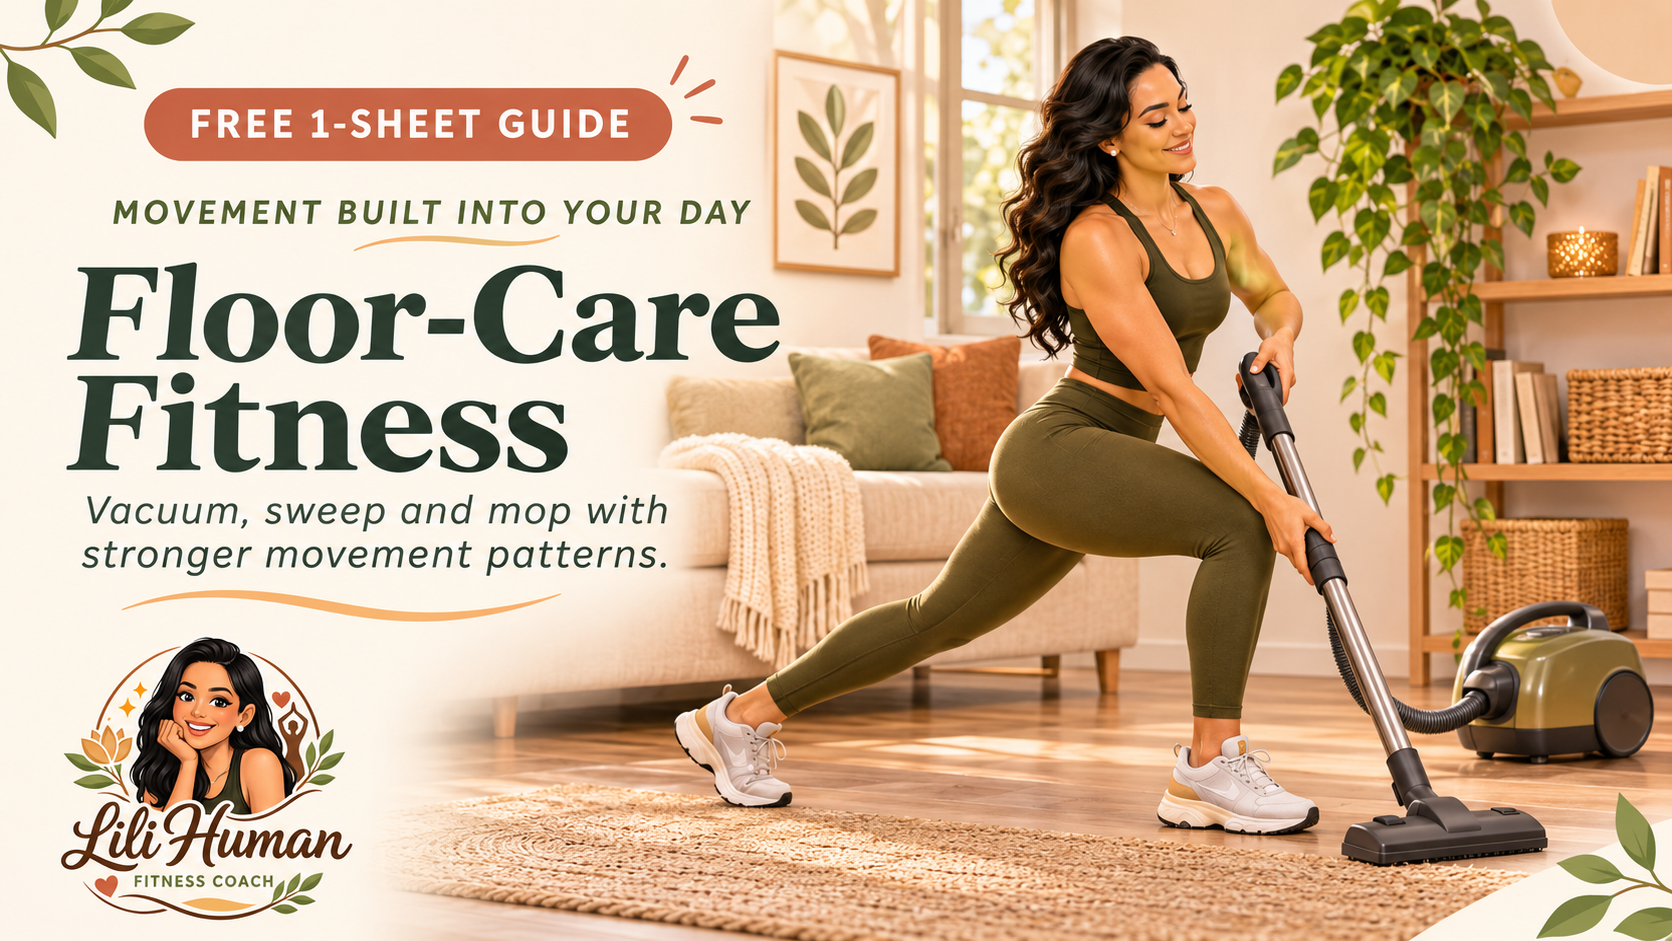 FREE 1-SHEET GUIDE
MOVEMENT BUILT INTO YOUR DAY
Floor-Care
Fitness
Vacuum, sweep and mop with
stronger movement patterns.
Lili Human
FITNESS COACH